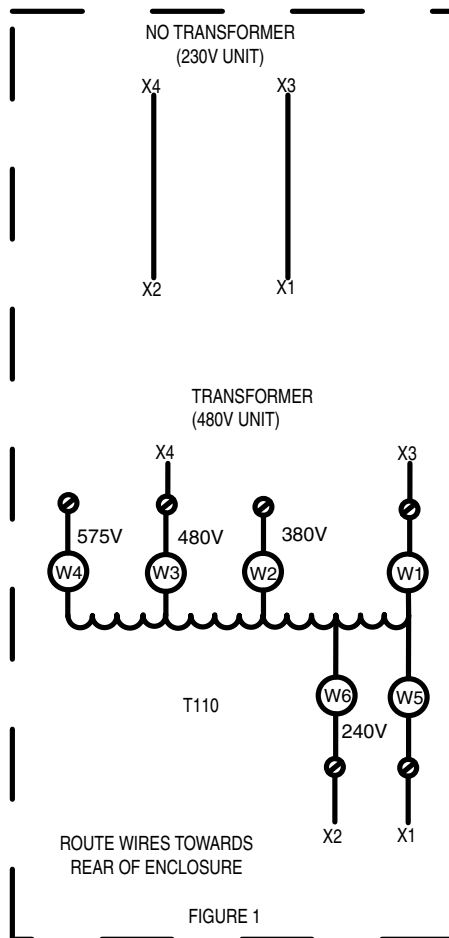 NO TRANSFORMER
(230V UNIT)
X4 X3
X2 X1
TRANSFORMER
(480V UNIT)
X4 X3
575V 480V 380V
W4 W3 W2 W1
T110
W6 W5
240V
X2 X1
ROUTE WIRES TOWARDS
REAR OF ENCLOSURE
FIGURE 1